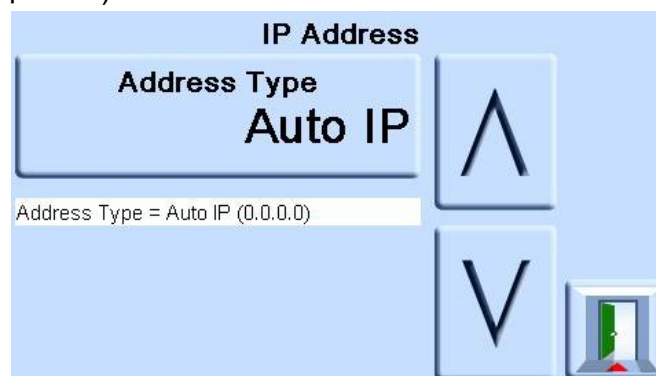 IP Address
Address Type
Auto IP
Address Type = Auto IP (0.0.0.0)